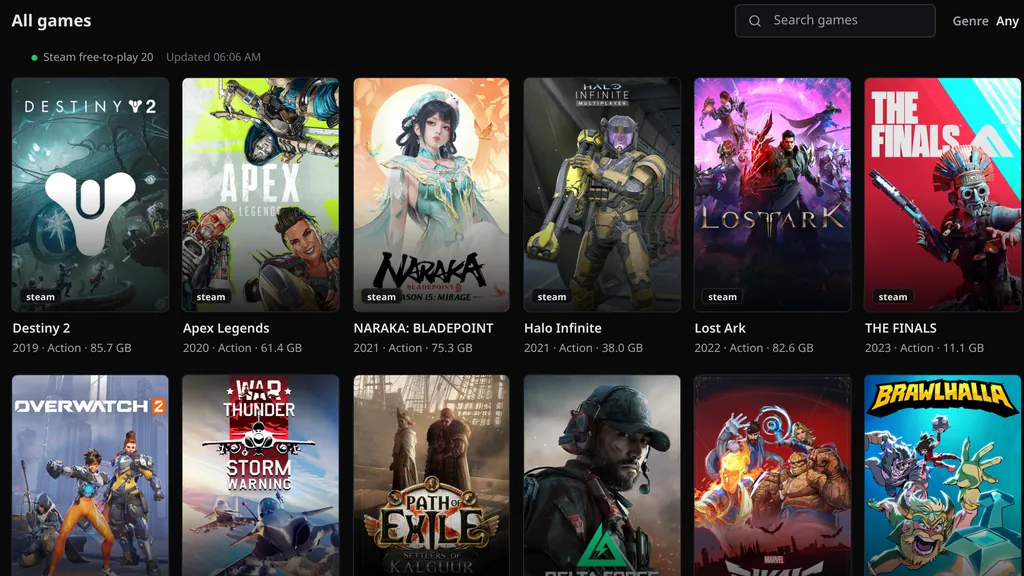 All games
Search games
Genre Any
Steam free-to-play 20 Updated 06:06 AM
DESTINY 2
APEX
LEGENDS
NARAKA
BLADEPOINT
SEASON 15: MIRAGE
HALO
INFINITE
MULTIPLAYER
LOST ARK
THE
FINALS
steam
steam
steam
steam
steam
steam
Destiny 2
Apex Legends
NARAKA: BLADEPOINT
Halo Infinite
Lost Ark
THE FINALS
2019 · Action · 85.7 GB
2020 · Action · 61.4 GB
2021 · Action · 75.3 GB
2021 · Action · 38.0 GB
2022 · Action · 82.6 GB
2023 · Action · 11.1 GB
OVERWATCH 2
WAR
THUNDER
STORM
WARNING
PATH OF
EXILE
SETTLERS OF
KALGUUR
DELTA FORCE
MARVEL
BRAWLHALLA